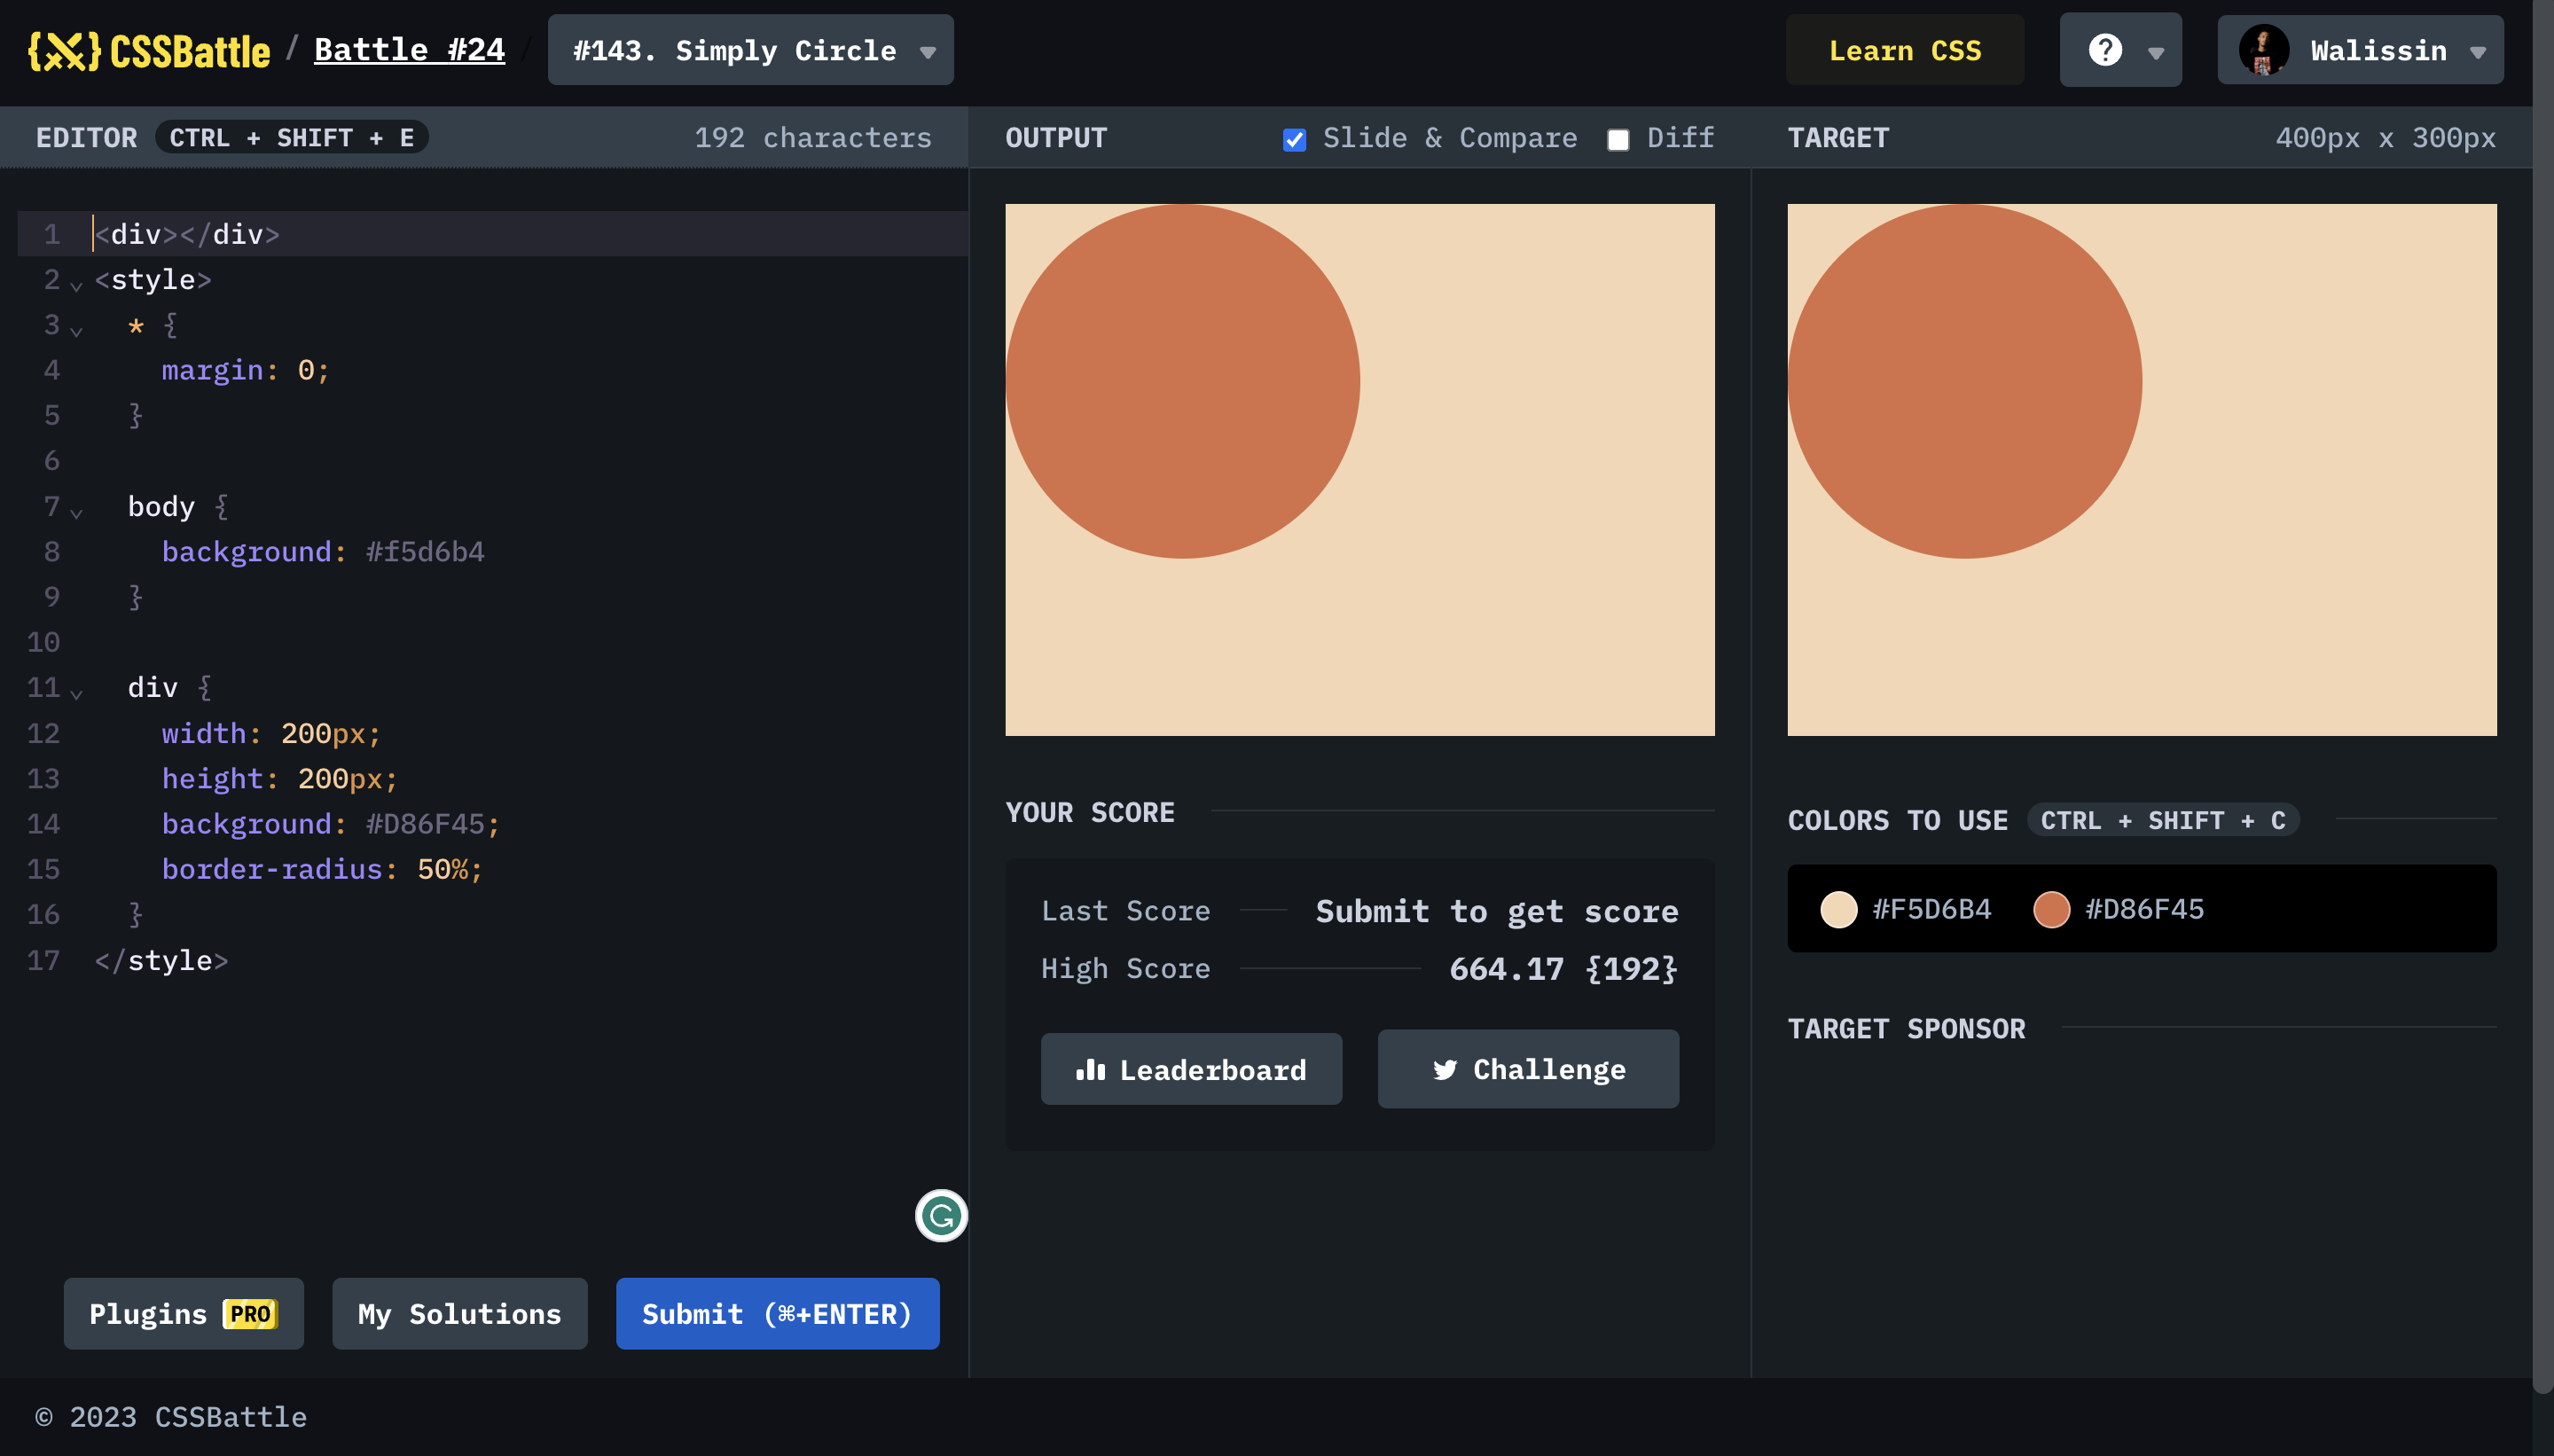 {X} CSSBattle / Battle #24 / #143. Simply Circle
Learn CSS
?
Walissin
EDITOR CTRL + SHIFT + E 192 characters
OUTPUT Slide & Compare Diff
TARGET 400px x 300px
1 <div></div>
2 <style>
3 * {
4 margin: 0;
5 }
6
7 body {
8 background: #f5d6b4
9 }
10
11 div {
12 width: 200px;
13 height: 200px;
14 background: #D86F45;
15 border-radius: 50%;
16 }
17 </style>
Plugins PRO
My Solutions
Submit (⌘+ENTER)
YOUR SCORE
Last Score Submit to get score
High Score 664.17 {192}
Leaderboard
Challenge
COLORS TO USE CTRL + SHIFT + C
#F5D6B4 #D86F45
TARGET SPONSOR
© 2023 CSSBattle